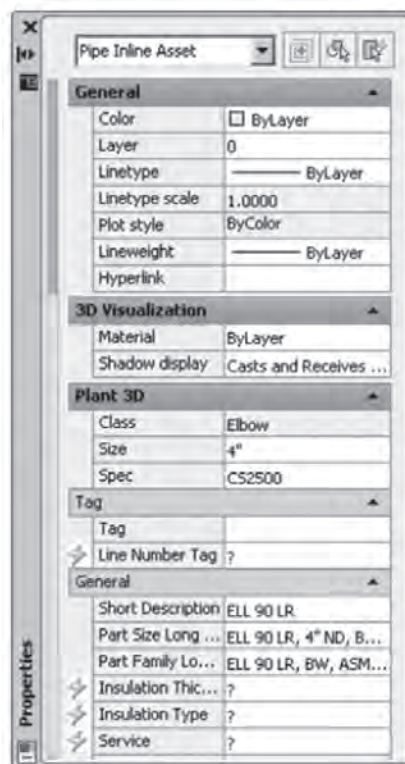 Pipe Inline Asset
General
Color ByLayer
Layer 0
Linetype ByLayer
Linetype scale 1.0000
Plot style ByColor
Lineweight ByLayer
Hyperlink
3D Visualization
Material ByLayer
Shadow display Casts and Receives ...
Plant 3D
Class Elbow
Size 4"
Spec CS2500
Tag
Tag
Line Number Tag ?
General
Short Description ELL 90 LR
Part Size Long ... ELL 90 LR, 4" ND, B...
Part Family Lo... ELL 90 LR, BW, ASM...
Insulation Thic... ?
Insulation Type ?
Service ?
Properties